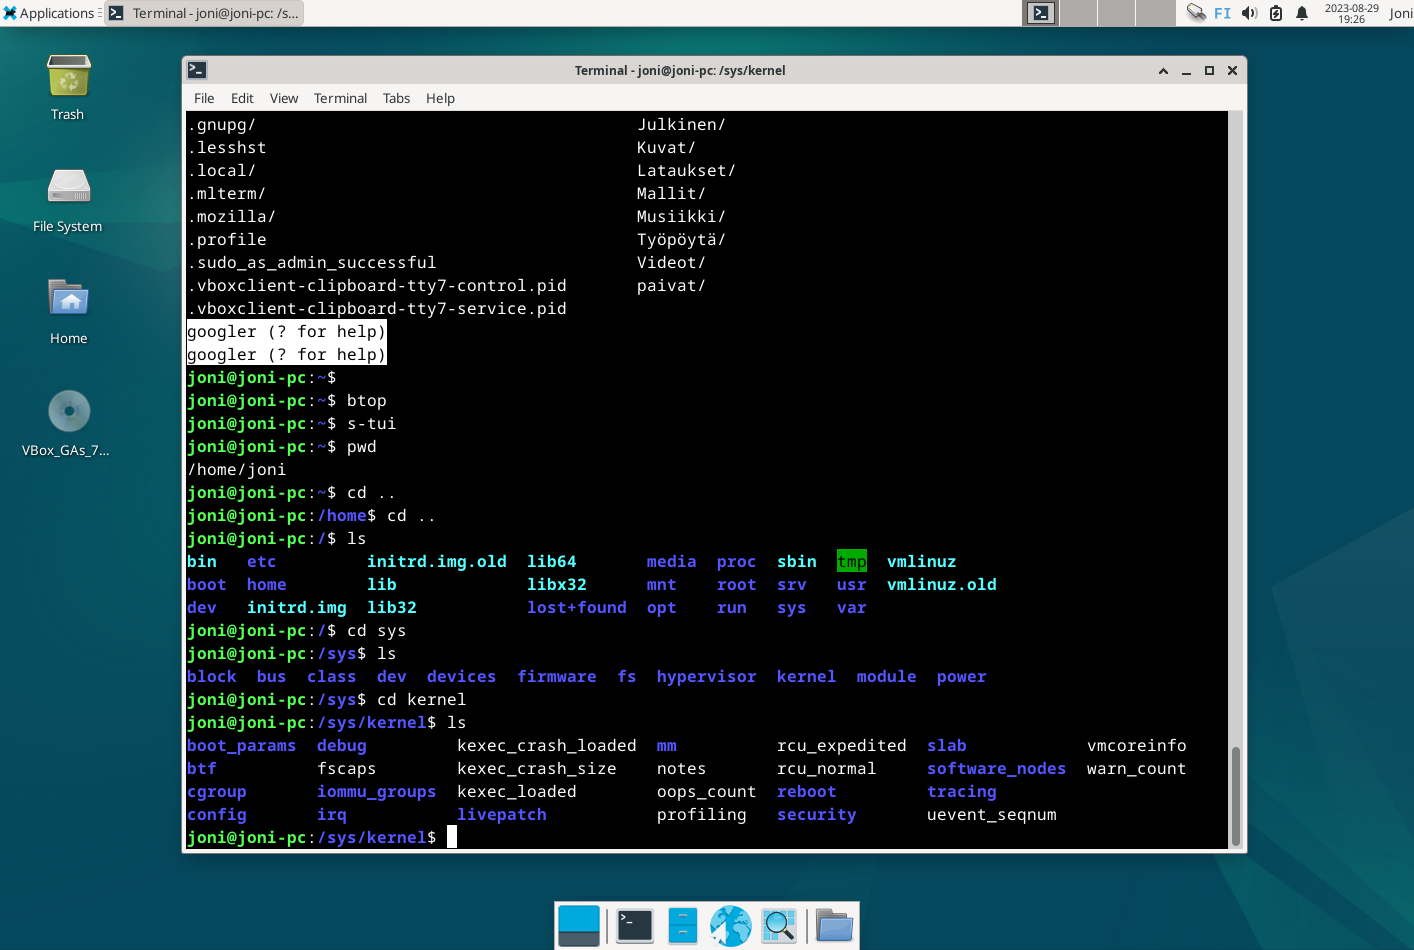 Applications
Terminal - joni@joni-pc: /s...
FI
2023-08-29
19:26
Joni
Trash
File System
Home
VBox_GAs_7...
Terminal - joni@joni-pc: /sys/kernel
File Edit View Terminal Tabs Help
.gnupg/ Julkinen/
.lesshst Kuvat/
.local/ Lataukset/
.mlterm/ Mallit/
.mozilla/ Musiikki/
.profile Työpöytä/
.sudo_as_admin_successful Videot/
.vboxclient-clipboard-tty7-control.pid paivat/
.vboxclient-clipboard-tty7-service.pid
googler (? for help)
googler (? for help)
joni@joni-pc:~$
joni@joni-pc:~$ btop
joni@joni-pc:~$ s-tui
joni@joni-pc:~$ pwd
/home/joni
joni@joni-pc:~$ cd ..
joni@joni-pc:/home$ cd ..
joni@joni-pc:/$ ls
bin etc initrd.img.old lib64 media proc sbin tmp vmlinuz
boot home lib libx32 mnt root srv usr vmlinuz.old
dev initrd.img lib32 lost+found opt run sys var
joni@joni-pc:/$ cd sys
joni@joni-pc:/sys$ ls
block bus class dev devices firmware fs hypervisor kernel module power
joni@joni-pc:/sys$ cd kernel
joni@joni-pc:/sys/kernel$ ls
boot_params debug kexec_crash_loaded mm rcu_expedited slab vmcoreinfo
btf fscaps kexec_crash_size notes rcu_normal software_nodes warn_count
cgroup iommu_groups kexec_loaded oops_count reboot tracing
config irq livepatch profiling security uevent_seqnum
joni@joni-pc:/sys/kernel$